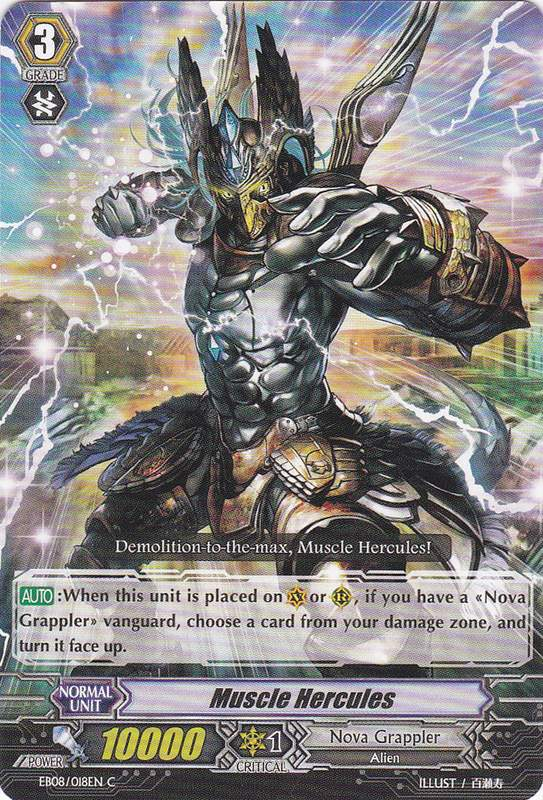 3
GRADE
Demolition-to-the-max, Muscle Hercules!
AUTO:When this unit is placed on V or R, if you have a «Nova
Grappler» vanguard, choose a card from your damage zone, and
turn it face up.
NORMAL
UNIT
Muscle Hercules
POWER
10000
1
CRITICAL
Nova Grappler
Alien
EB08/018EN C
ILLUST / 百瀬寿